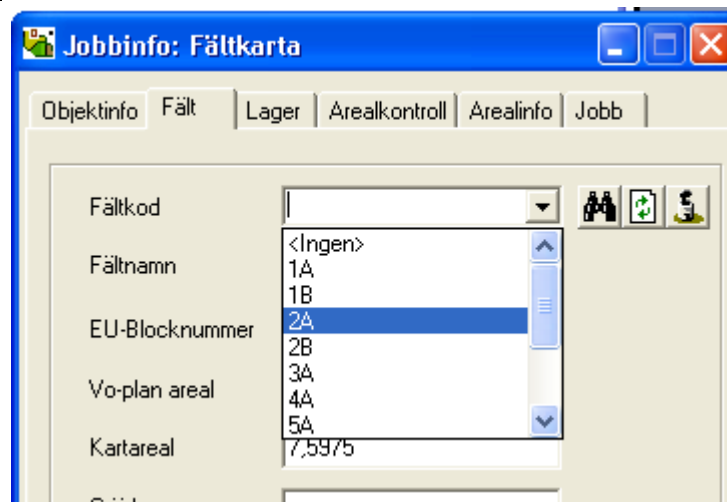 Jobbinfo: Fältkarta
Objektinfo Fält Lager Arealkontroll Arealinfo Jobb
Fältkod
<Ingen>
1A
1B
2A
2B
3A
4A
5A
Fältnamn
EU-Blocknummer
Vo-plan areal
Kartareal 7,5975